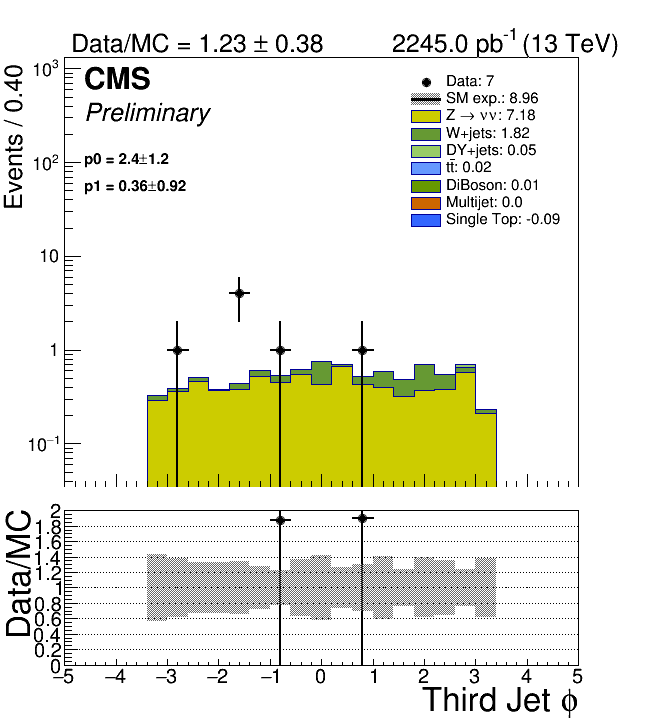 Data/MC = 1.23 ± 0.38 2245.0 pb⁻¹ (13 TeV)
CMS
Preliminary
p0 = 2.4±1.2
p1 = 0.36±0.92
Data: 7
SM exp.: 8.96
Z → νν: 7.18
W+jets: 1.82
DY+jets: 0.05
tt̄: 0.02
DiBoson: 0.01
Multijet: 0.0
Single Top: -0.09
Events / 0.40
10³
10²
10
1
10⁻¹
Data/MC
2
1.8
1.6
1.4
1.2
1
0.8
0.6
0.4
0.2
0
−5 −4 −3 −2 −1 0 1 2 3 4 5
Third Jet ϕ